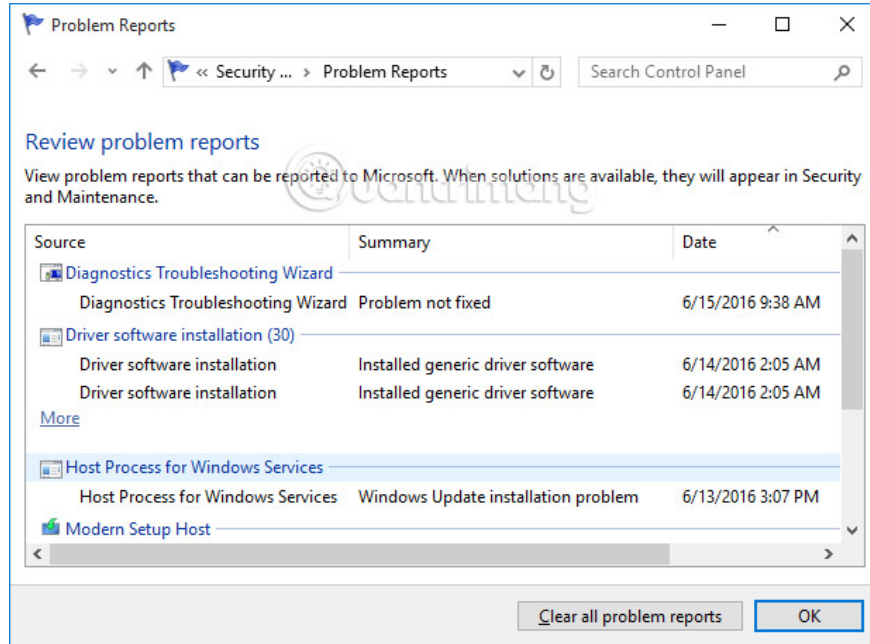 Problem Reports
« Security ... › Problem Reports
Search Control Panel
Review problem reports
View problem reports that can be reported to Microsoft. When solutions are available, they will appear in Security
and Maintenance.
uantrimang
Source Summary Date
Diagnostics Troubleshooting Wizard
Diagnostics Troubleshooting Wizard Problem not fixed 6/15/2016 9:38 AM
Driver software installation (30)
Driver software installation Installed generic driver software 6/14/2016 2:05 AM
Driver software installation Installed generic driver software 6/14/2016 2:05 AM
More
Host Process for Windows Services
Host Process for Windows Services Windows Update installation problem 6/13/2016 3:07 PM
Modern Setup Host
Clear all problem reports OK